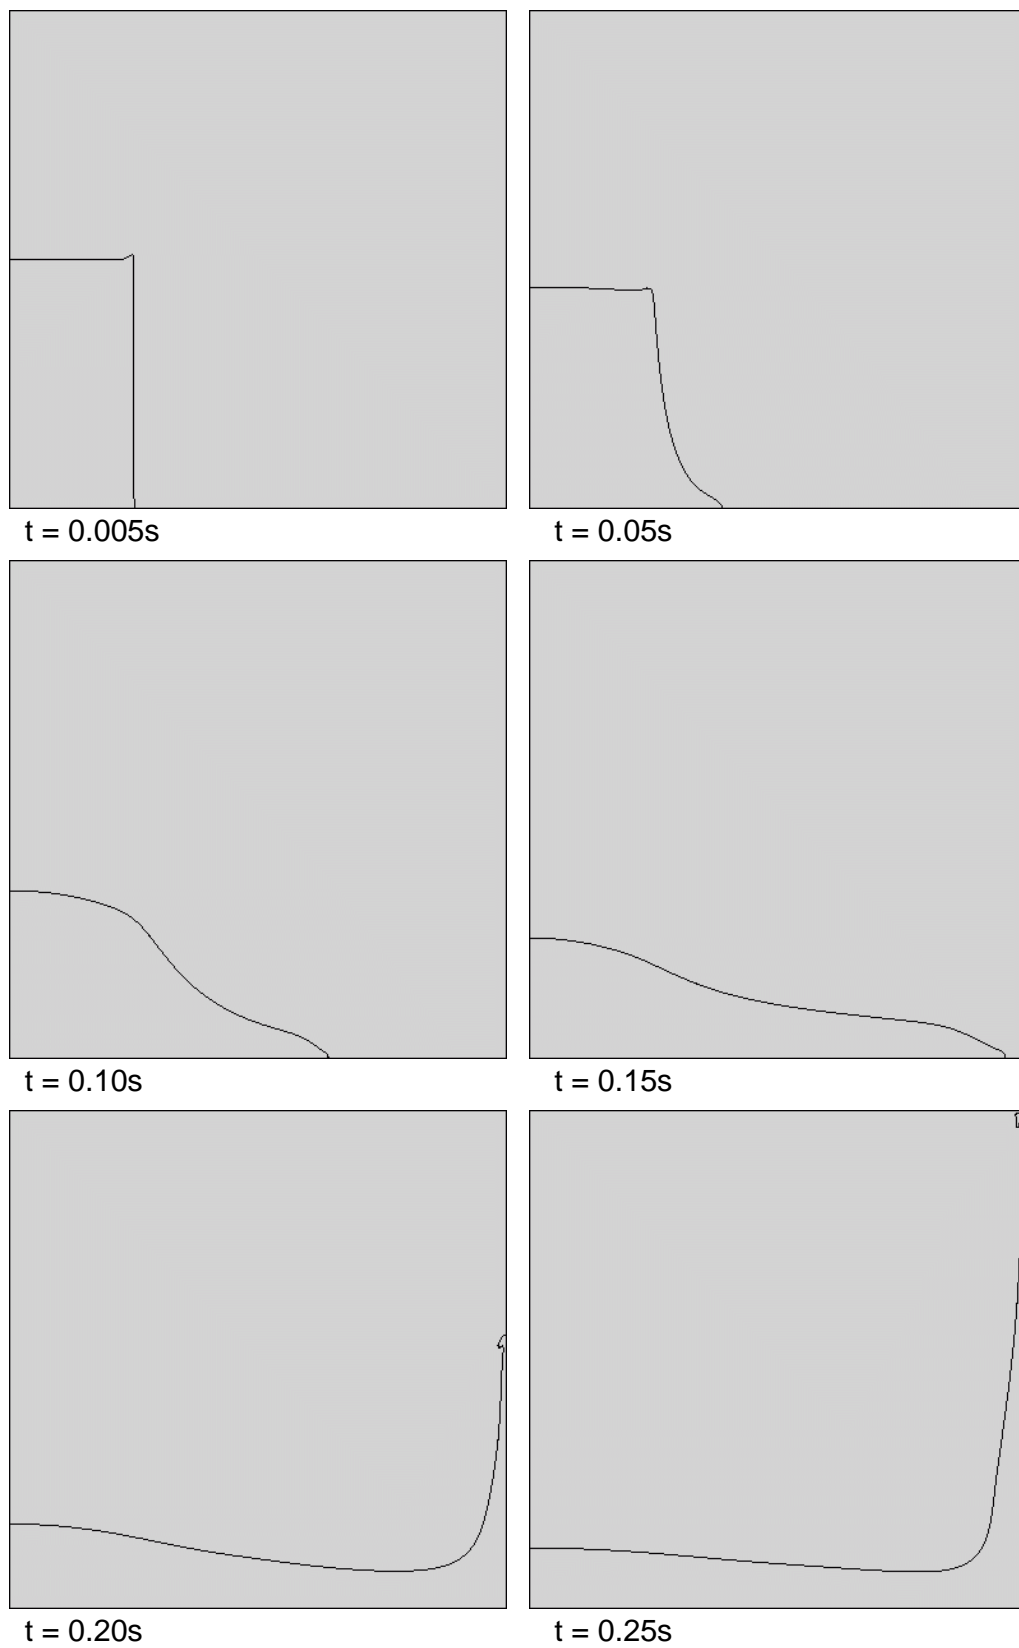 t = 0.005s
t = 0.05s
t = 0.10s
t = 0.15s
t = 0.20s
t = 0.25s